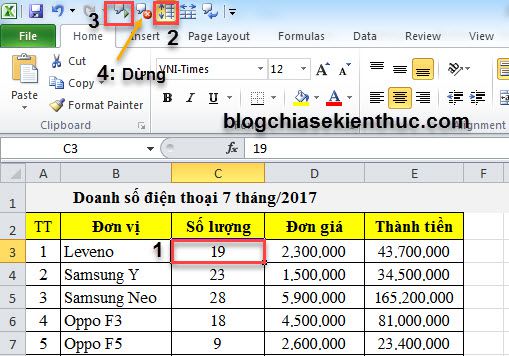 3
2
4: Dừng
File Home Insert Page Layout Formulas Data Review
Cut
Copy
Format Painter
Paste
Clipboard
VNI-Times 12 A A
B
blogchiasekienthuc.com
Alignment
C3 fx 19
A B C D E F
1 Doanh số điện thoại 7 tháng/2017
2 TT Đơn vị Số lượng Đơn giá Thành tiền
1
3 1 Leveno 19 2,300,000 43,700,000
4 2 Samsung Y 23 1,500,000 34,500,000
5 3 Samsung Neo 28 5,900,000 165,200,000
6 4 Oppo F3 18 4,500,000 81,000,000
7 5 Oppo F5 9 2,600,000 23,400,000